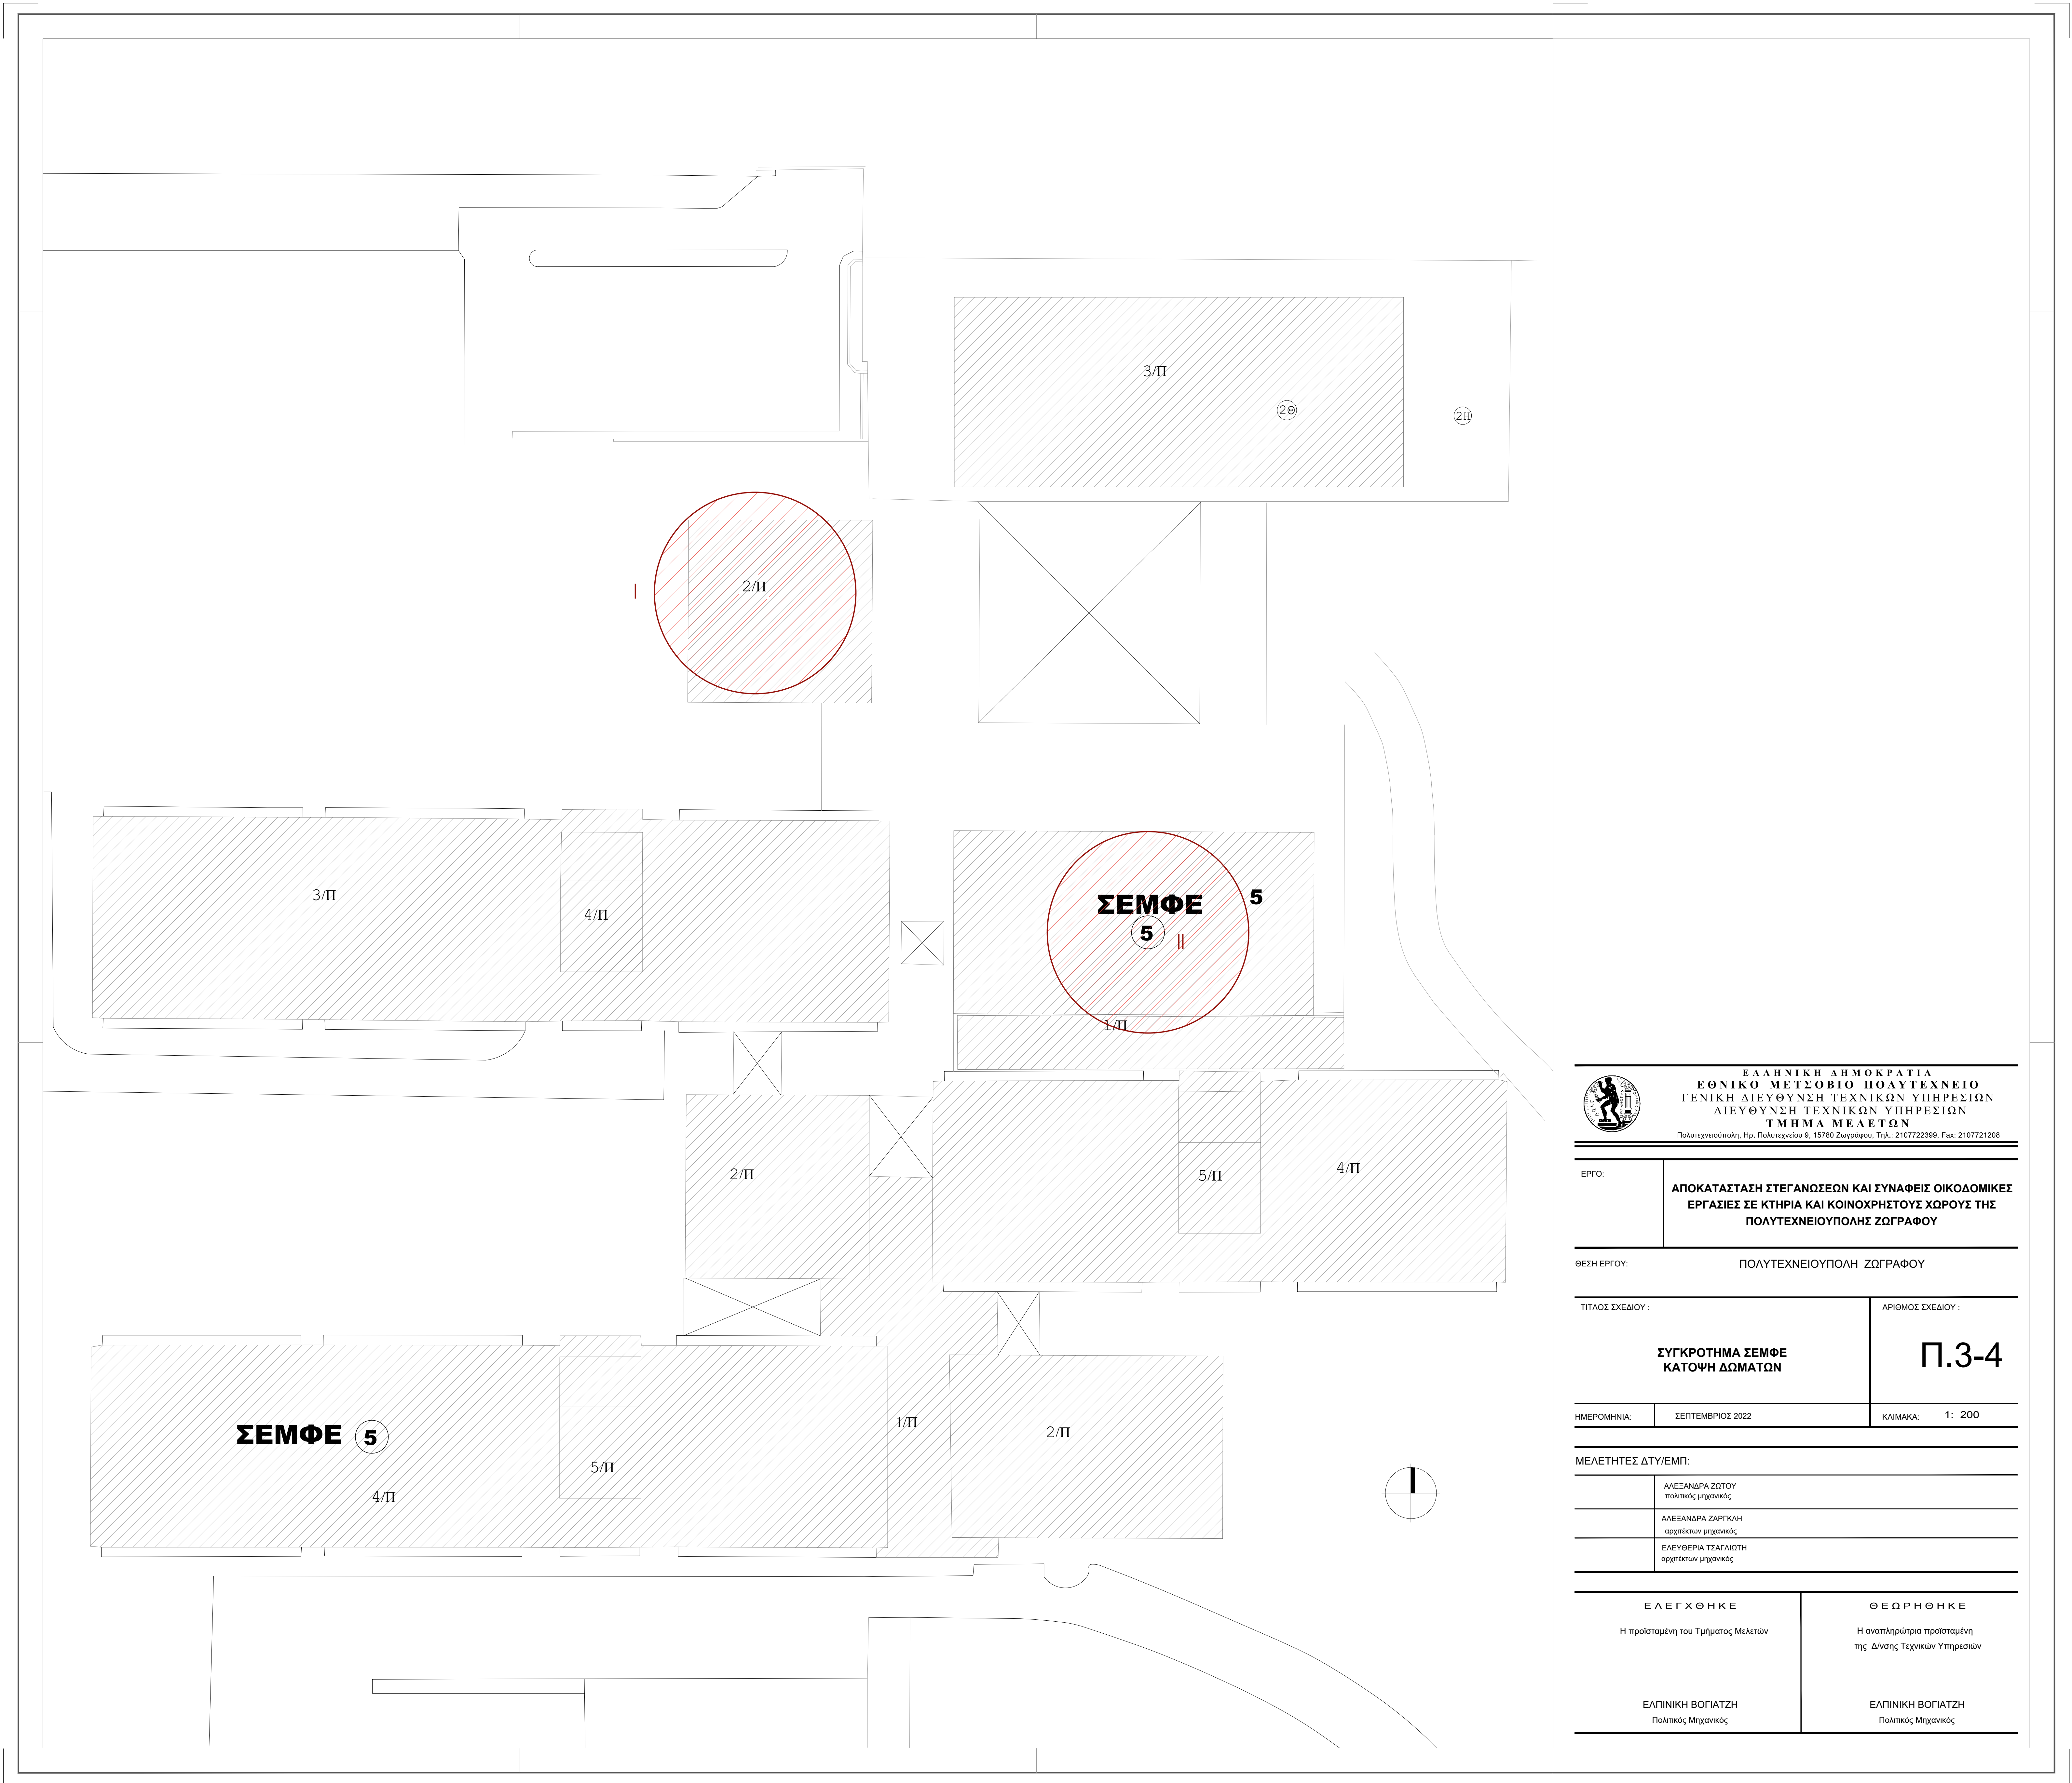 3/Π
2Θ
2Η
2/Π
I
3/Π
4/Π
ΣΕΜΦΕ
5
5
II
1/Π
2/Π
5/Π
4/Π
ΣΕΜΦΕ 5
5/Π
4/Π
1/Π
2/Π
ΕΛΛΗΝΙΚΗ ΔΗΜΟΚΡΑΤΙΑ
ΕΘΝΙΚΟ ΜΕΤΣΟΒΙΟ ΠΟΛΥΤΕΧΝΕΙΟ
ΓΕΝΙΚΗ ΔΙΕΥΘΥΝΣΗ ΤΕΧΝΙΚΩΝ ΥΠΗΡΕΣΙΩΝ
ΔΙΕΥΘΥΝΣΗ ΤΕΧΝΙΚΩΝ ΥΠΗΡΕΣΙΩΝ
ΤΜΗΜΑ ΜΕΛΕΤΩΝ
Πολυτεχνειούπολη, Ηρ. Πολυτεχνείου 9, 15780 Ζωγράφου, Τηλ.: 2107722399, Fax: 2107721208
ΕΡΓΟ:
ΑΠΟΚΑΤΑΣΤΑΣΗ ΣΤΕΓΑΝΩΣΕΩΝ ΚΑΙ ΣΥΝΑΦΕΙΣ ΟΙΚΟΔΟΜΙΚΕΣ
ΕΡΓΑΣΙΕΣ ΣΕ ΚΤΗΡΙΑ ΚΑΙ ΚΟΙΝΟΧΡΗΣΤΟΥΣ ΧΩΡΟΥΣ ΤΗΣ
ΠΟΛΥΤΕΧΝΕΙΟΥΠΟΛΗΣ ΖΩΓΡΑΦΟΥ
ΘΕΣΗ ΕΡΓΟΥ: ΠΟΛΥΤΕΧΝΕΙΟΥΠΟΛΗ ΖΩΓΡΑΦΟΥ
ΤΙΤΛΟΣ ΣΧΕΔΙΟΥ :
ΣΥΓΚΡΟΤΗΜΑ ΣΕΜΦΕ
ΚΑΤΟΨΗ ΔΩΜΑΤΩΝ
ΑΡΙΘΜΟΣ ΣΧΕΔΙΟΥ :
Π.3-4
ΗΜΕΡΟΜΗΝΙΑ: ΣΕΠΤΕΜΒΡΙΟΣ 2022
ΚΛΙΜΑΚΑ: 1: 200
ΜΕΛΕΤΗΤΕΣ ΔΤΥ/ΕΜΠ:
ΑΛΕΞΑΝΔΡΑ ΖΩΤΟΥ
πολιτικός μηχανικός
ΑΛΕΞΑΝΔΡΑ ΖΑΡΓΚΛΗ
αρχιτέκτων μηχανικός
ΕΛΕΥΘΕΡΙΑ ΤΣΑΓΛΙΩΤΗ
αρχιτέκτων μηχανικός
ΕΛΕΓΧΘΗΚΕ
Η προϊσταμένη του Τμήματος Μελετών
ΕΛΠΙΝΙΚΗ ΒΟΓΙΑΤΖΗ
Πολιτικός Μηχανικός
ΘΕΩΡΗΘΗΚΕ
Η αναπληρώτρια προϊσταμένη
της Δ/νσης Τεχνικών Υπηρεσιών
ΕΛΠΙΝΙΚΗ ΒΟΓΙΑΤΖΗ
Πολιτικός Μηχανικός